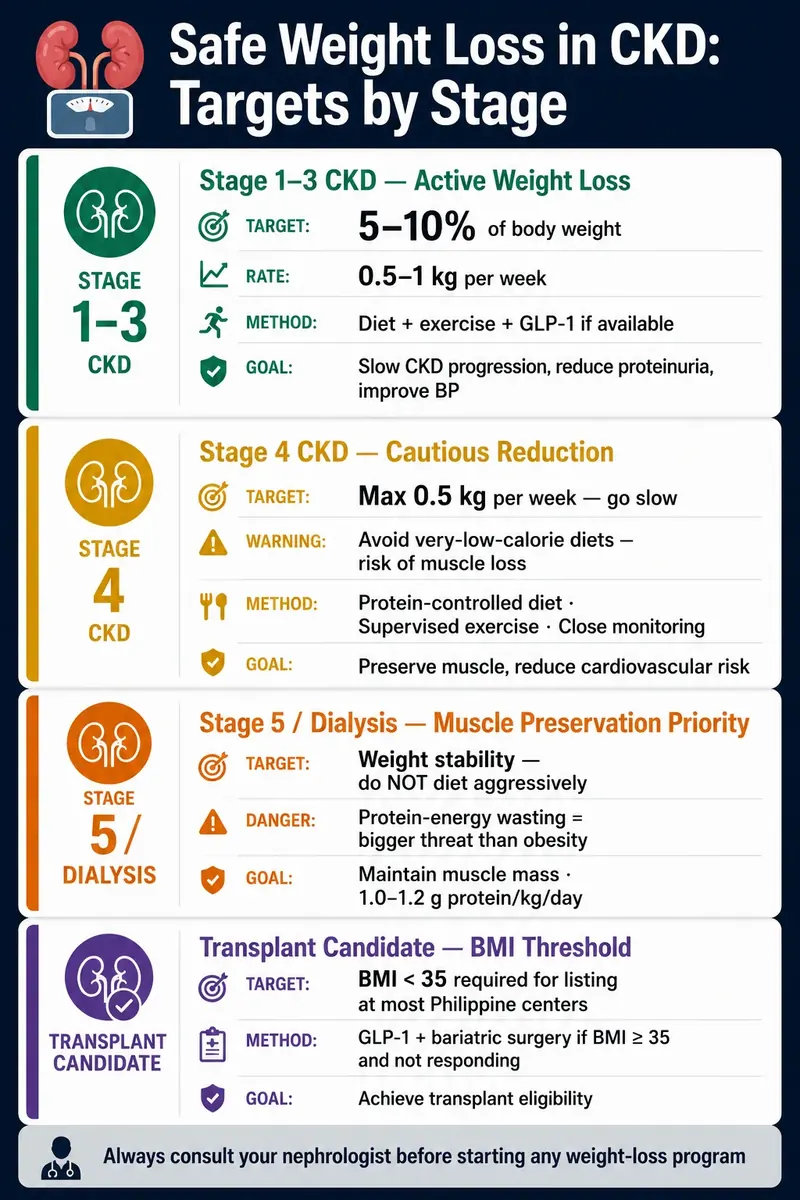 Safe Weight Loss in CKD:
Targets by Stage
STAGE
1–3
CKD
Stage 1–3 CKD — Active Weight Loss
TARGET: 5–10% of body weight
RATE: 0.5–1 kg per week
METHOD: Diet + exercise + GLP-1 if available
GOAL: Slow CKD progression, reduce proteinuria,
improve BP
STAGE
4
CKD
Stage 4 CKD — Cautious Reduction
TARGET: Max 0.5 kg per week — go slow
WARNING: Avoid very-low-calorie diets —
risk of muscle loss
METHOD: Protein-controlled diet ·
Supervised exercise · Close monitoring
GOAL: Preserve muscle, reduce cardiovascular risk
STAGE
5 /
DIALYSIS
Stage 5 / Dialysis — Muscle Preservation Priority
TARGET: Weight stability —
do NOT diet aggressively
DANGER: Protein-energy wasting =
bigger threat than obesity
GOAL: Maintain muscle mass ·
1.0–1.2 g protein/kg/day
TRANSPLANT
CANDIDATE
Transplant Candidate — BMI Threshold
TARGET: BMI < 35 required for listing
at most Philippine centers
METHOD: GLP-1 + bariatric surgery if BMI ≥ 35
and not responding
GOAL: Achieve transplant eligibility
Always consult your nephrologist before starting any weight-loss program